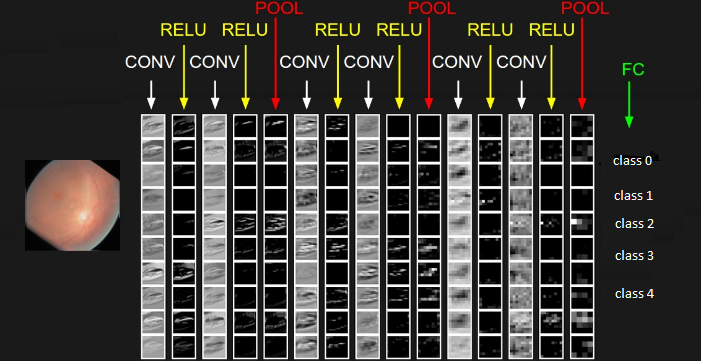 POOL POOL POOL
RELU RELU RELU RELU RELU RELU
CONV CONV CONV CONV CONV CONV
FC
class 0
class 1
class 2
class 3
class 4